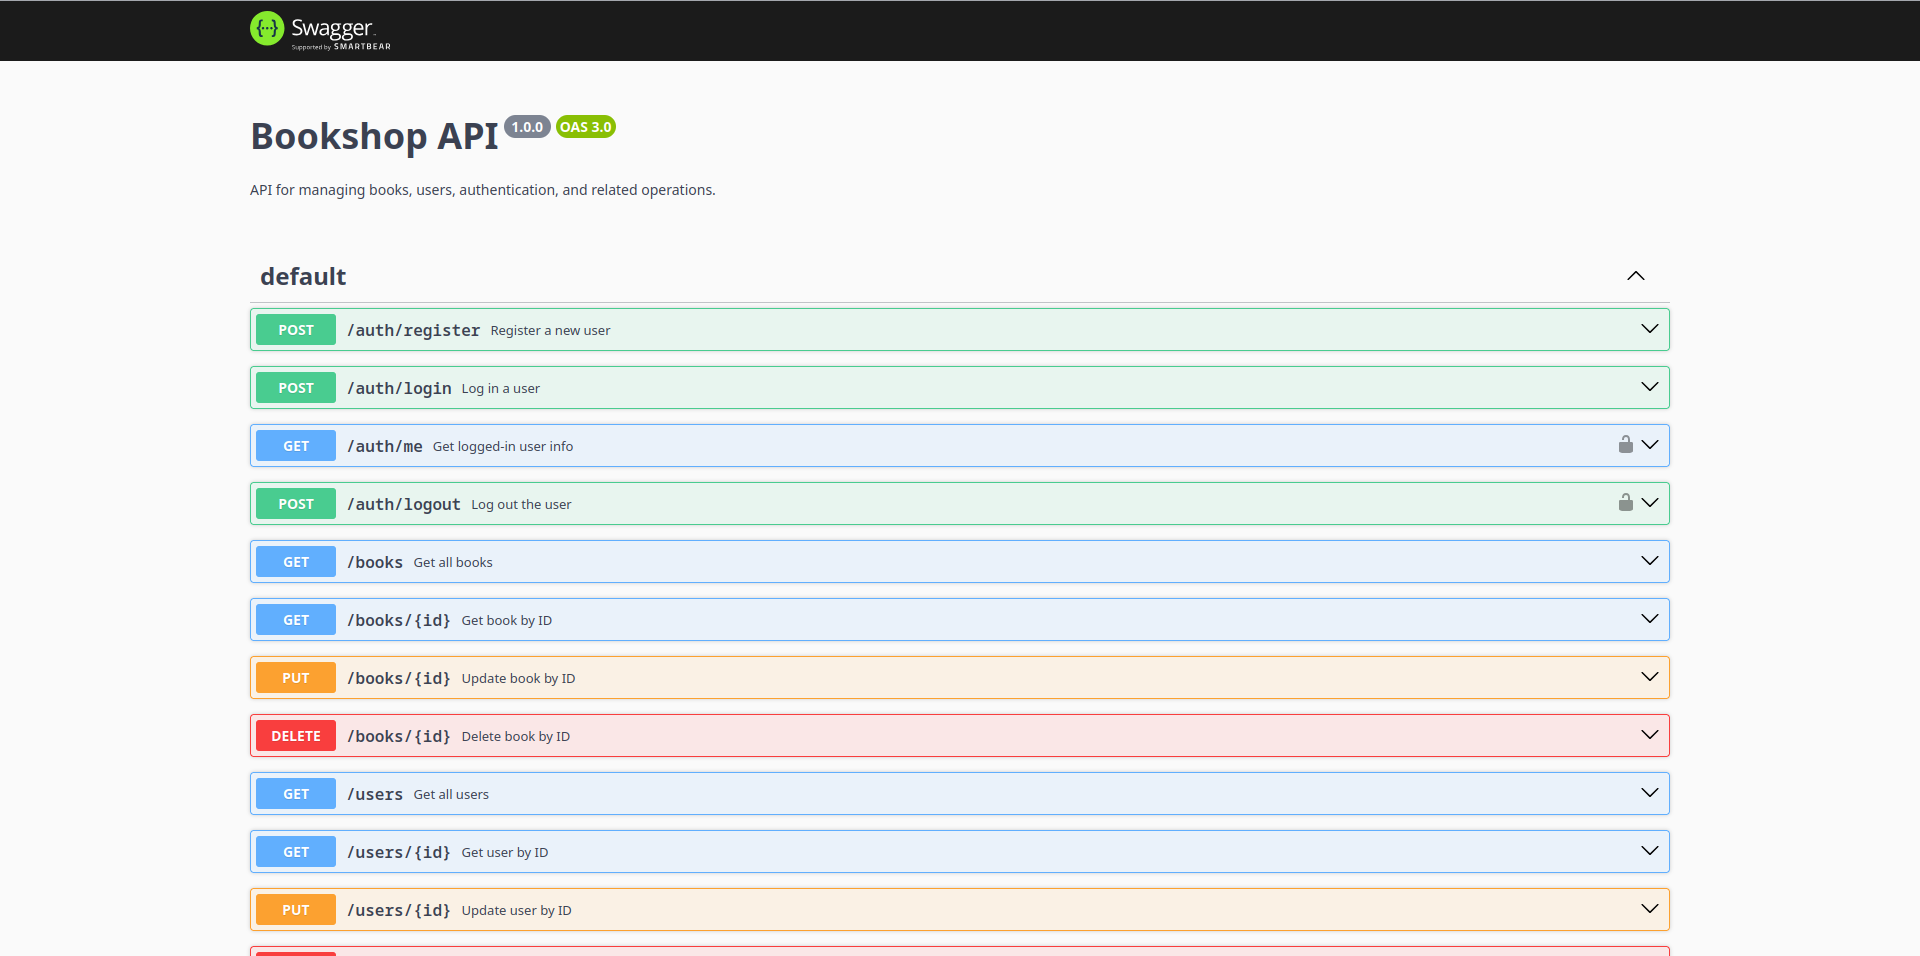 Swagger
Supported by SMARTBEAR
Bookshop API 1.0.0 OAS 3.0
API for managing books, users, authentication, and related operations.
default
POST /auth/register Register a new user
POST /auth/login Log in a user
GET /auth/me Get logged-in user info
POST /auth/logout Log out the user
GET /books Get all books
GET /books/{id} Get book by ID
PUT /books/{id} Update book by ID
DELETE /books/{id} Delete book by ID
GET /users Get all users
GET /users/{id} Get user by ID
PUT /users/{id} Update user by ID